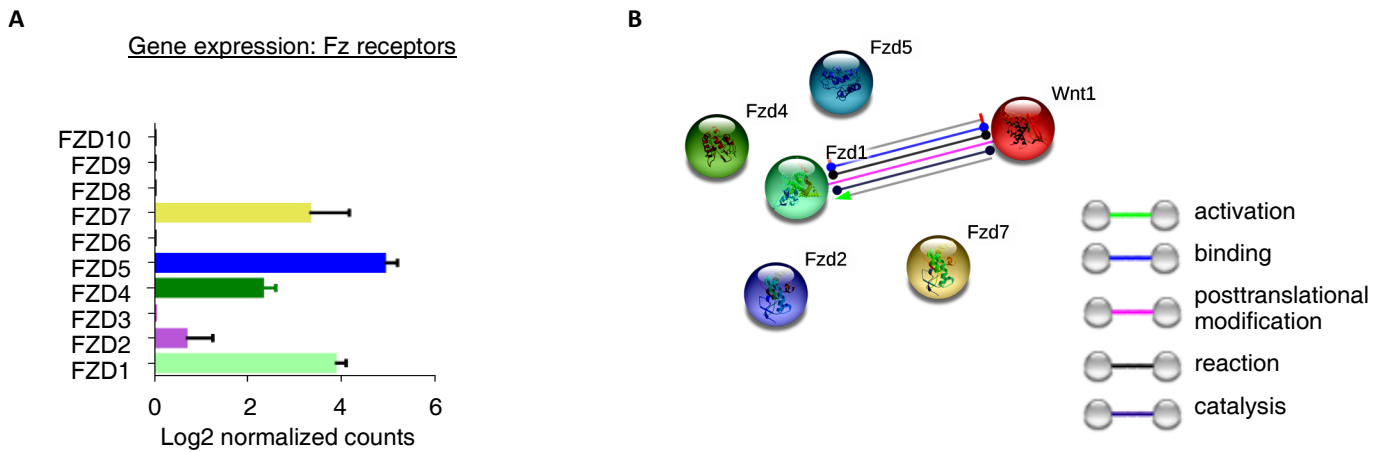 A
Gene expression: Fz receptors
FZD10
FZD9
FZD8
FZD7
FZD6
FZD5
FZD4
FZD3
FZD2
FZD1
0 2 4 6
Log2 normalized counts
B
Fzd5
Wnt1
Fzd4
Fzd1
Fzd7
Fzd2
activation
binding
posttranslational
modification
reaction
catalysis